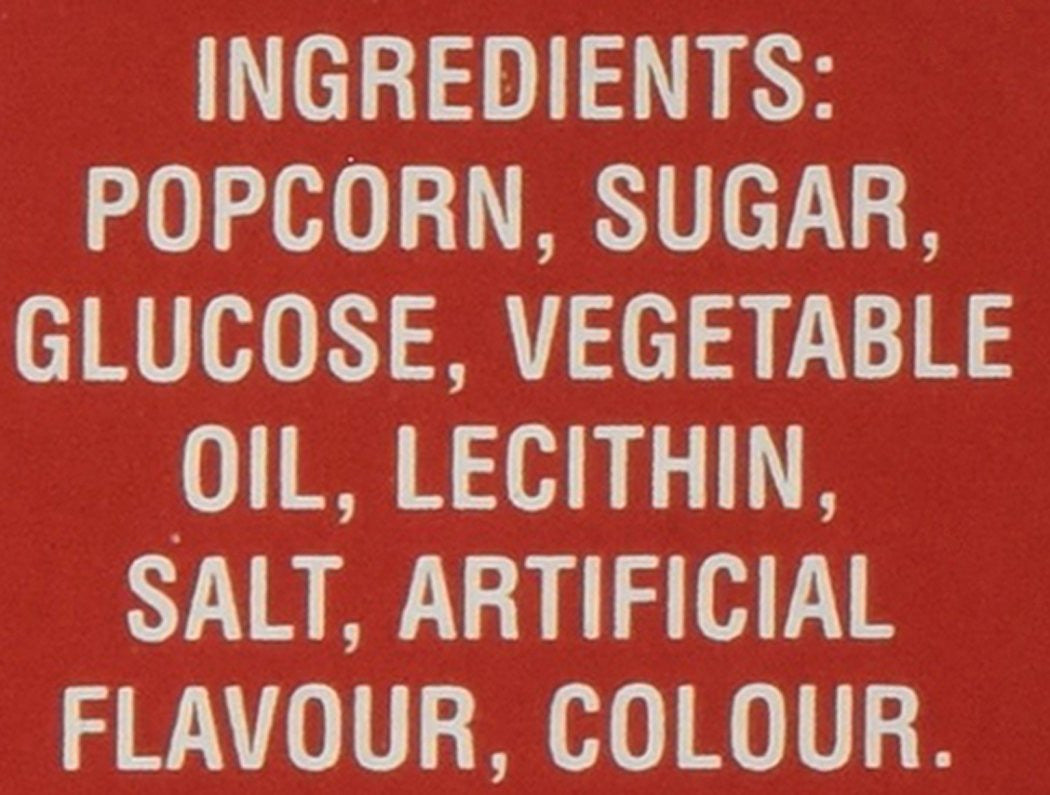 INGREDIENTS:
POPCORN, SUGAR,
GLUCOSE, VEGETABLE
OIL, LECITHIN,
SALT, ARTIFICIAL
FLAVOUR, COLOUR.